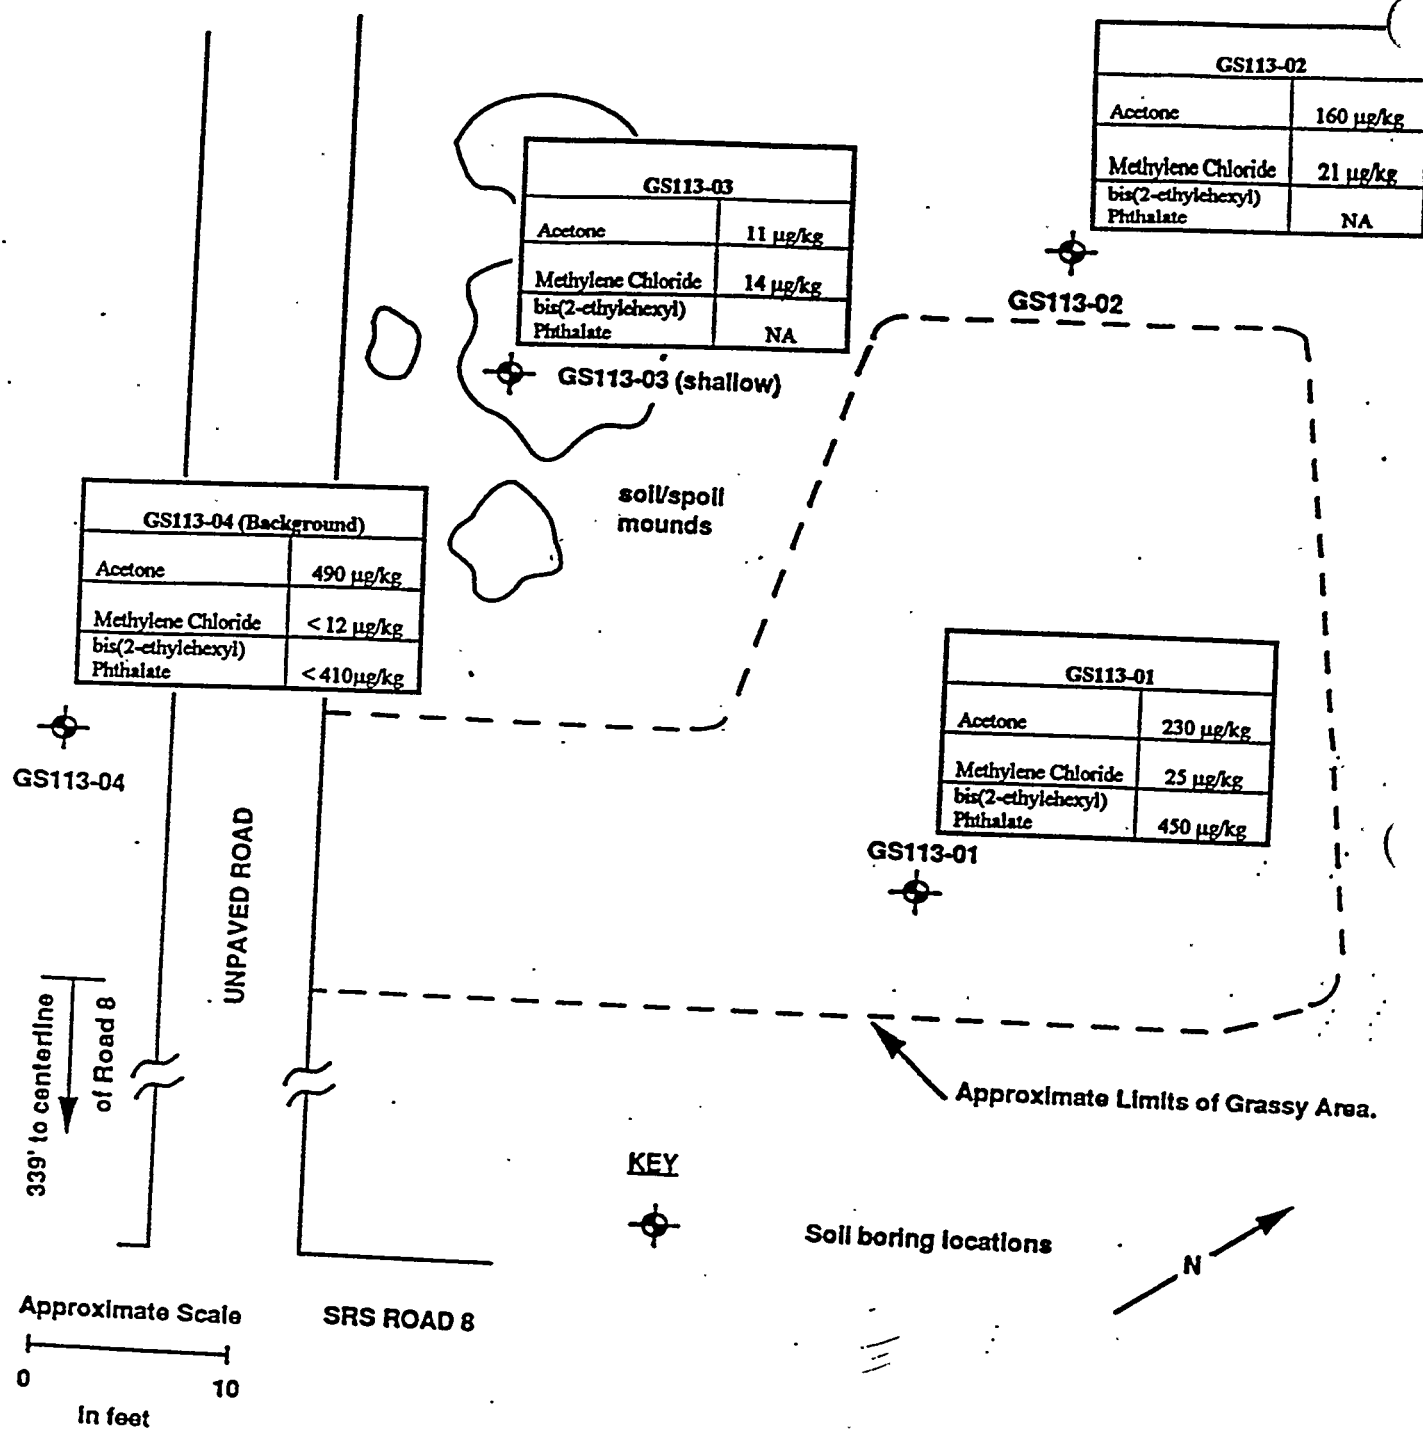 GS113-02
Acetone 160 µg/kg
Methylene Chloride 21 µg/kg
bis(2-ethylehexyl)
Phthalate NA
GS113-02
GS113-03
Acetone 11 µg/kg
Methylene Chloride 14 µg/kg
bis(2-ethylehexyl)
Phthalate NA
GS113-03 (shallow)
soil/spoil
mounds
GS113-04 (Background)
Acetone 490 µg/kg
Methylene Chloride < 12 µg/kg
bis(2-ethylehexyl)
Phthalate < 410µg/kg
GS113-04
GS113-01
Acetone 230 µg/kg
Methylene Chloride 25 µg/kg
bis(2-ethylehexyl)
Phthalate 450 µg/kg
GS113-01
UNPAVED ROAD
339' to centerline
of Road 8
Approximate Limits of Grassy Area.
KEY
Soil boring locations
N
Approximate Scale
0 10
In feet
SRS ROAD 8